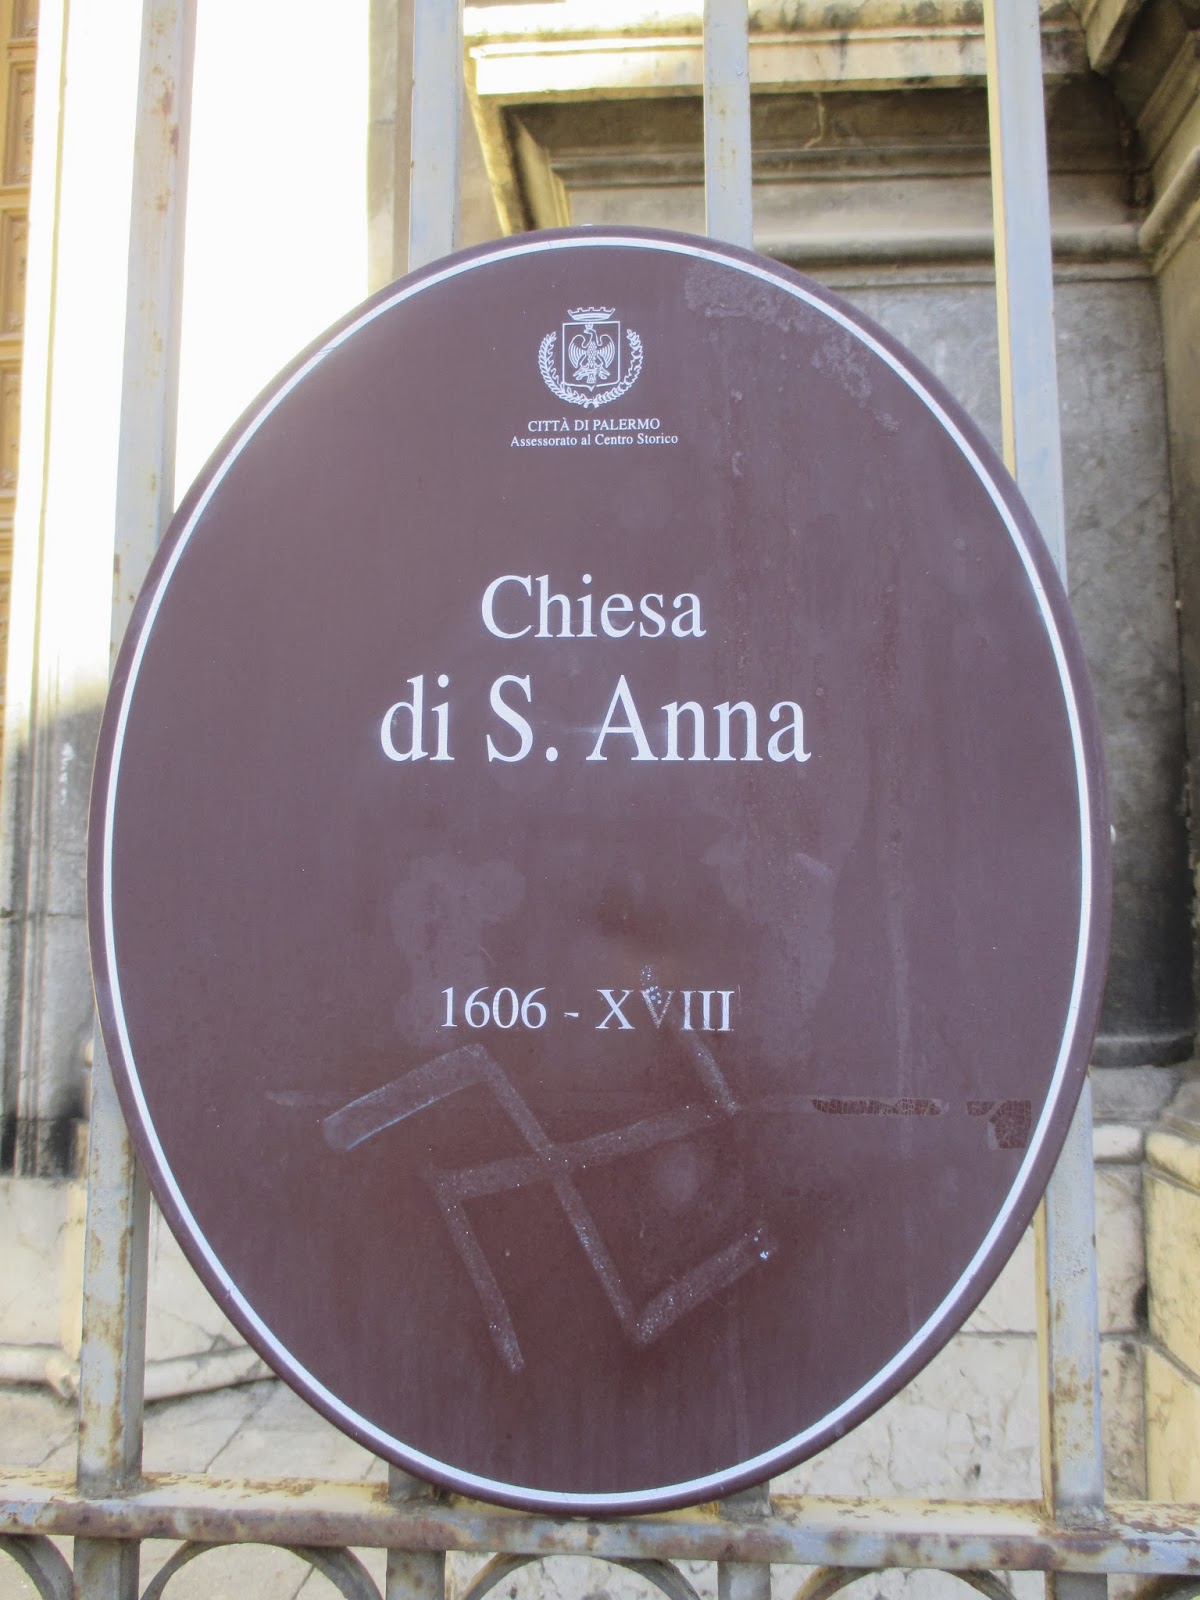 CITTÀ DI PALERMO
Assessorato al Centro Storico
Chiesa
di S. Anna
1606 - XVIII